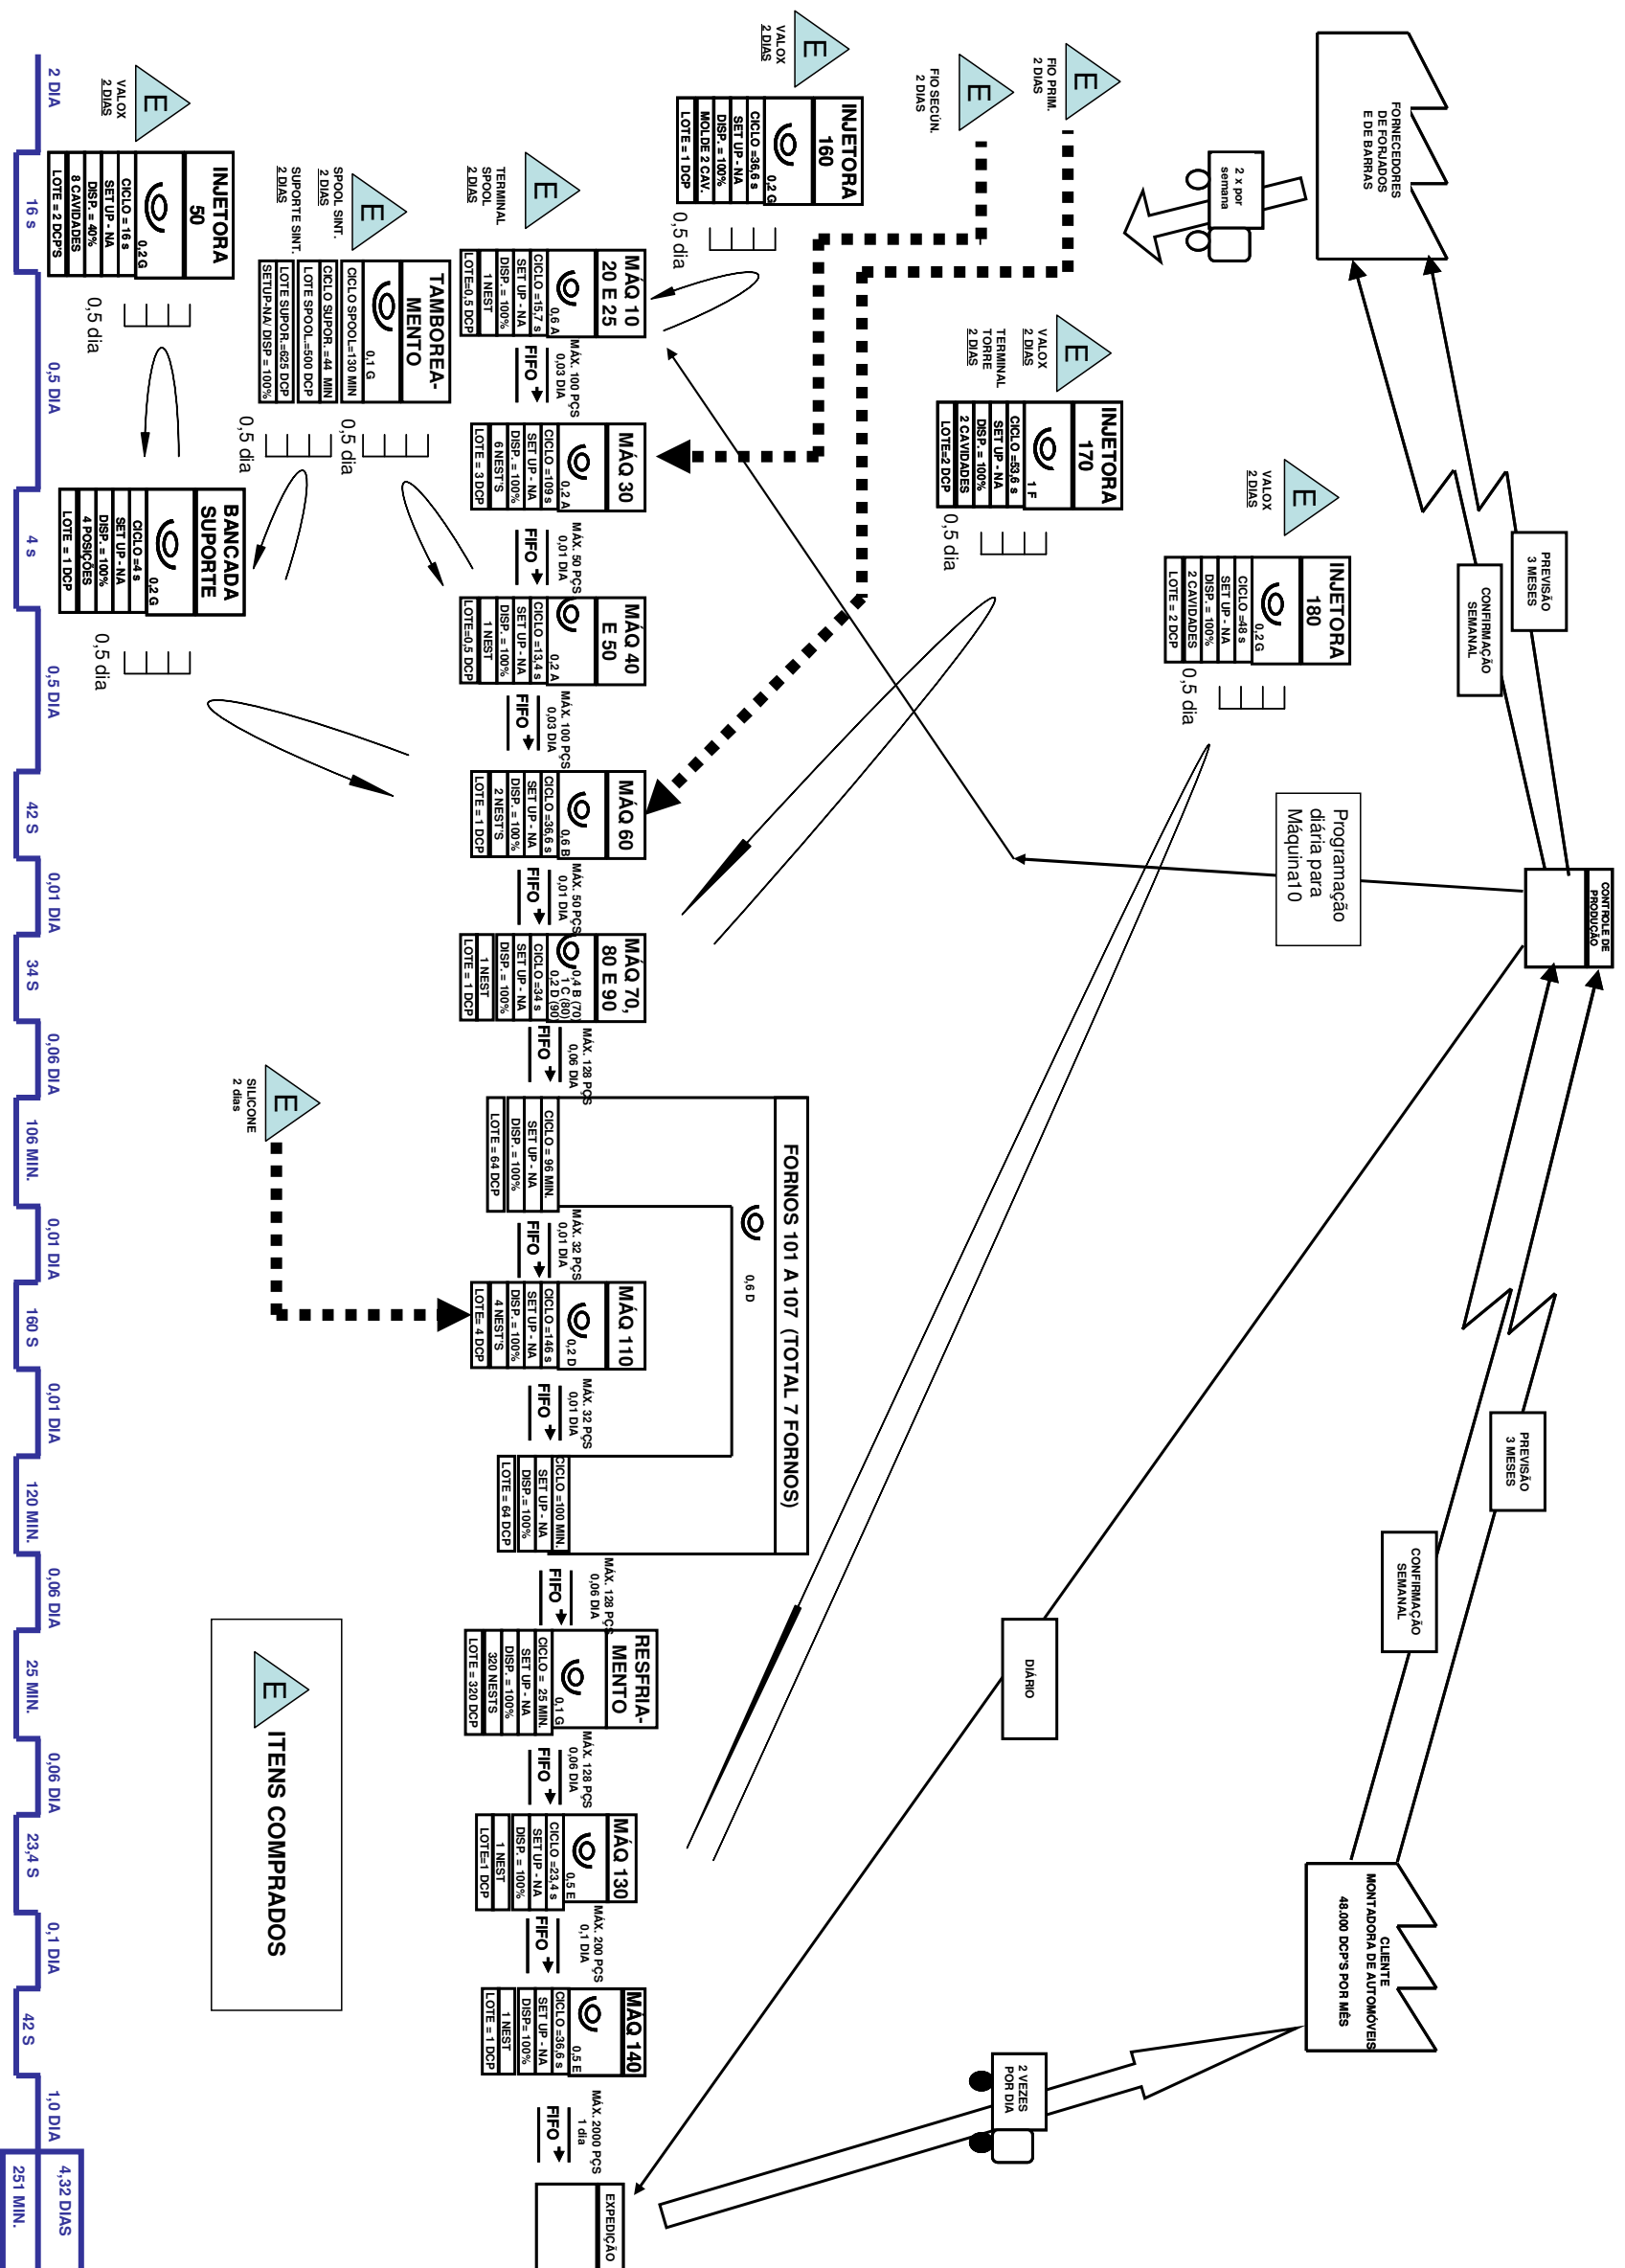 FORNECEDORES
DE FORJADOS
E DE BARRAS
2 x por
semana
PREVISÃO
3 MESES
CONFIRMAÇÃO
SEMANAL
CONTROLE DE
PRODUÇÃO
PREVISÃO
3 MESES
CONFIRMAÇÃO
SEMANAL
CLIENTE
MONTADORA DE AUTOMÓVEIS
48.000 DCP'S POR MÊS
Programação
diária para
Máquina10
DIÁRIO
2 VEZES
POR DIA
E
VALOX
2 DIAS
INJETORA
180
0,2 G
CICLO =48 s
SET UP - NA
DISP. = 100%
2 CAVIDADES
LOTE = 2 DCP
0,5 dia
E
VALOX
2 DIAS
TERMINAL
TORRE
2 DIAS
INJETORA
170
1 F
CICLO =53,6 s
SET UP - NA
DISP. = 100%
2 CAVIDADES
LOTE=2 DCP
0,5 dia
E
FIO PRIM.
2 DIAS
E
FIO SECÚN.
2 DIAS
E
VALOX
2 DIAS
INJETORA
160
0,2 G
CICLO =36,6 s
SET UP - NA
DISP. = 100%
MOLDE 2 CAV.
LOTE = 1 DCP
0,5 dia
E
TERMINAL
SPOOL
2 DIAS
MÁQ 10
20 E 25
0,6 A
CICLO =15,7 s
SET UP - NA
DISP. = 100%
1 NEST
LOTE=0,5 DCP
MÁX. 100 PÇS
0,03 DIA
FIFO
MÁQ 30
0,2 A
CICLO =109 s
SET UP - NA
DISP. = 100%
6 NEST'S
LOTE = 3 DCP
MÁX. 50 PÇS
0,01 DIA
FIFO
MÁQ 40
E 50
0,2 A
CICLO =13,4 s
SET UP - NA
DISP. = 100%
1 NEST
LOTE=0,5 DCP
MÁX. 100 PÇS
0,03 DIA
FIFO
MÁQ 60
0,6 B
CICLO =36,6 s
SET UP - NA
DISP. = 100%
2 NEST'S
LOTE = 1 DCP
MÁX. 50 PÇS
0,01 DIA
FIFO
MÁQ 70,
80 E 90
0,4 B (70)
1 C (80)
0,2 D (90)
CICLO =34 s
SET UP - NA
DISP. = 100%
1 NEST
LOTE = 1 DCP
MÁX. 128 PÇS
0,06 DIA
FIFO
FORNOS 101 A 107 (TOTAL 7 FORNOS)
0,6 D
CICLO = 96 MIN.
SET UP - NA
DISP. = 100%
LOTE = 64 DCP
MÁX. 32 PÇS
0,01 DIA
FIFO
MÁQ 110
0,2 D
CICLO =146 s
SET UP - NA
DISP. = 100%
4 NEST'S
LOTE= 4 DCP
MÁX. 32 PÇS
0,01 DIA
FIFO
CICLO =100 MIN.
SET UP - NA
DISP.= 100%
LOTE = 64 DCP
MÁX. 128 PÇS
0,06 DIA
FIFO
RESFRIA-
MENTO
0,1 G
CICLO = 25 MIN.
SET UP - NA
DISP. = 100%
320 NESTS
LOTE = 320 DCP
MÁX. 128 PÇS
0,06 DIA
FIFO
MÁQ 130
0,5 E
CICLO =23,4 s
SET UP - NA
DISP. = 100%
1 NEST
LOTE=1 DCP
MÁX. 200 PÇS
0,1 DIA
FIFO
MÁQ 140
0,5 E
CICLO =36,6 s
SET UP - NA
DISP= 100%
1 NEST
LOTE = 1 DCP
MÁX. 2000 PÇS
1 dia
FIFO
EXPEDIÇÃO
E
SPOOL SINT.
2 DIAS
SUPORTE SINT.
2 DIAS
TAMBOREA-
MENTO
0,1 G
CICLO SPOOL=130 MIN
CICLO SUPOR.=44 MIN
LOTE SPOOL.=500 DCP
LOTE SUPOR.=625 DCP
SETUP-NA/ DISP = 100%
0,5 dia
0,5 dia
E
SILICONE
2 dias
E
ITENS COMPRADOS
E
VALOX
2 DIAS
INJETORA
50
0,2 G
CICLO = 16 s
SET UP - NA
DISP. = 40%
8 CAVIDADES
LOTE = 2 DCP'S
0,5 dia
BANCADA
SUPORTE
0,2 G
CICLO =4 s
SET UP - NA
DISP. = 100%
4 POSIÇÕES
LOTE = 1 DCP
0,5 dia
2 DIA
16 s
0,5 DIA
4 s
0,5 DIA
42 S
0,01 DIA
34 S
0,06 DIA
106 MIN.
0,01 DIA
160 S
0,01 DIA
120 MIN.
0,06 DIA
25 MIN.
0,06 DIA
23,4 S
0,1 DIA
42 S
1,0 DIA
4,32 DIAS
251 MIN.